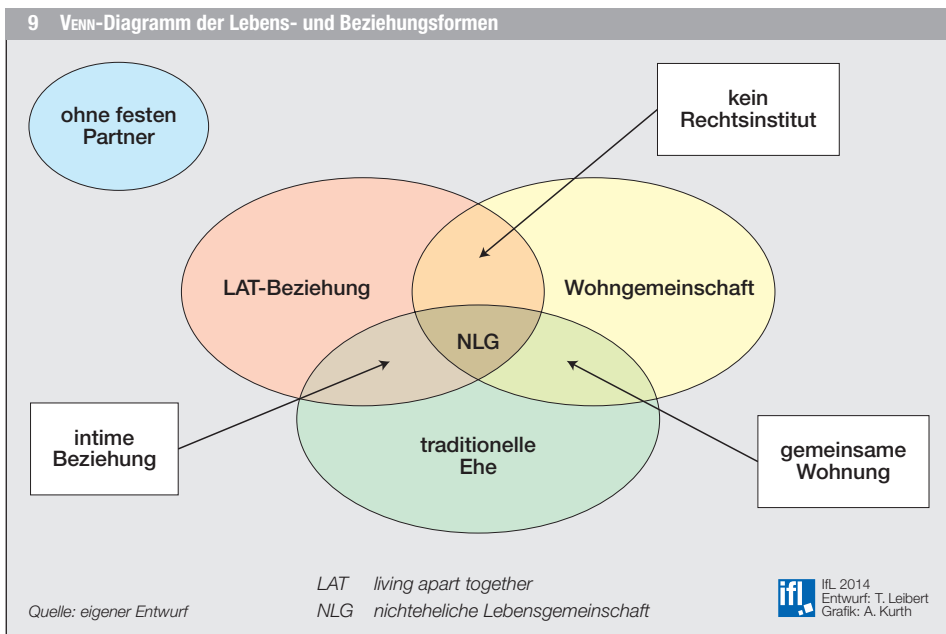 9 VENN-Diagramm der Lebens- und Beziehungsformen
ohne festen
Partner
kein
Rechtsinstitut
LAT-Beziehung
Wohngemeinschaft
NLG
intime
Beziehung
traditionelle
Ehe
gemeinsame
Wohnung
LAT living apart together
NLG nichteheliche Lebensgemeinschaft
Quelle: eigener Entwurf
ifl
IfL 2014
Entwurf: T. Leibert
Grafik: A. Kurth